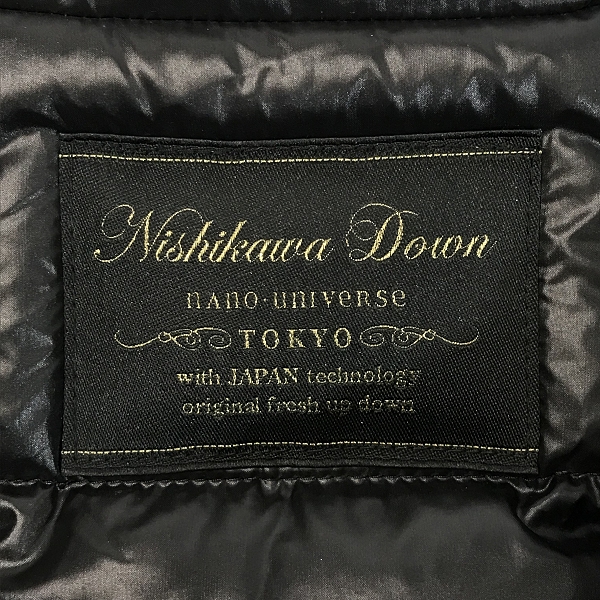 Nishikawa Down
nano·universe
TOKYO
with JAPAN technology
original fresh up down